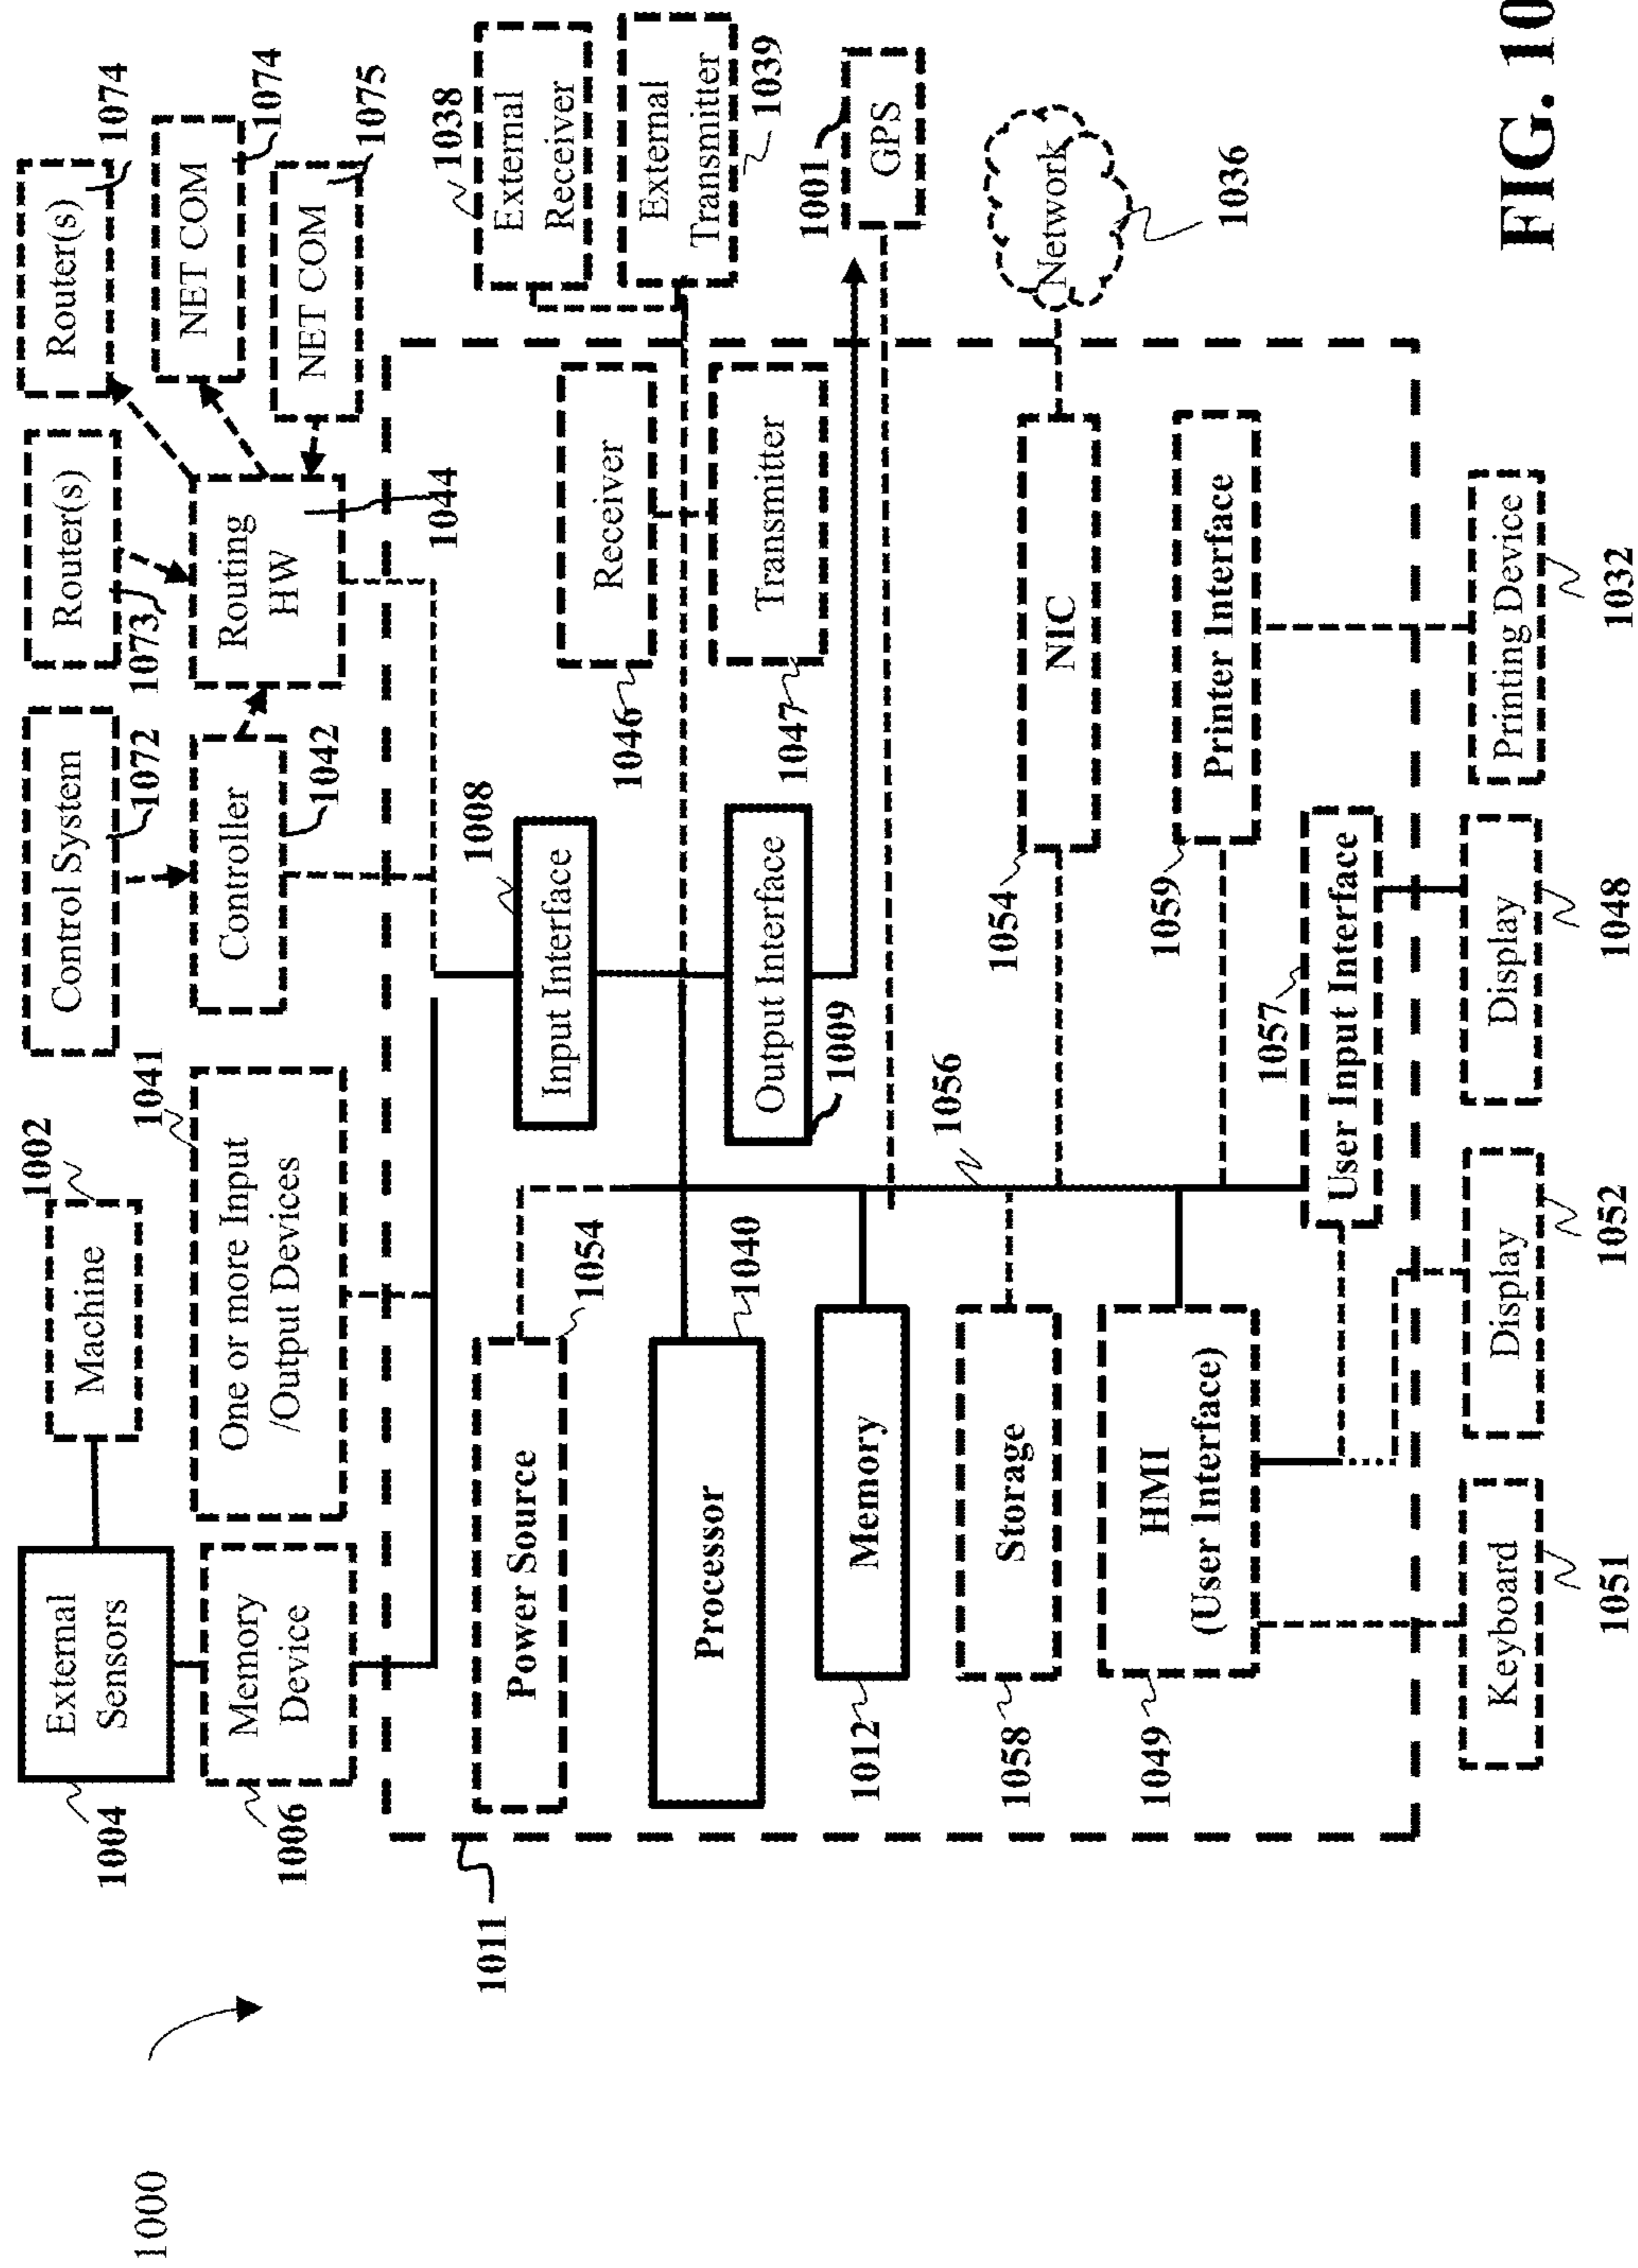 1000
1004
External
Sensors
1002
Machine
Control System
1072
Router(s)
1073
Router(s)
1074
NET COM
1074
NET COM
1075
1006
Memory
Device
1041
One or more Input
/Output Devices
Controller
1042
Routing
HW
1044
1011
Power Source
1054
1008
Input Interface
Receiver
1046
1038
External
Receiver
External
Transmitter
1039
Processor
1040
Output Interface
1009
Transmitter
1047
1001
GPS
Memory
1012
1056
Storage
1058
NIC
1054
Network
1036
HMI
(User Interface)
1049
Printer Interface
1059
1057
User Input Interface
Keyboard
1051
Display
1052
Display
1048
Printing Device
1032
FIG. 10